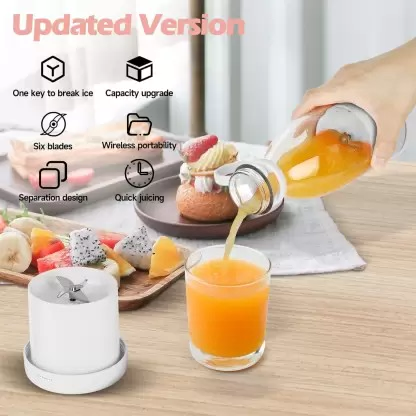 Updated Version
One key to break ice
Capacity upgrade
Six blades
Wireless portability
Separation design
Quick juicing